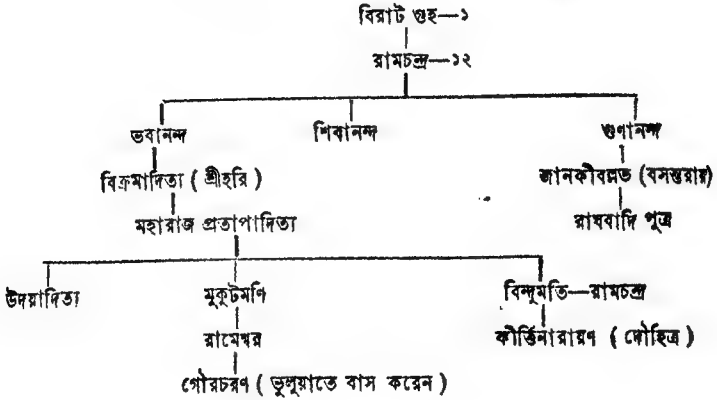 বিরাট গুহ—১
রামচন্দ্র—১২
ভবানন্দ শিবানন্দ গুণানন্দ
বিক্রমাদিত্য ( শ্রীহরি ) জানকীবল্লভ (বসন্তরায়)
মহারাজ প্রতাপাদিত্য রাঘবাদি পুত্র
উদয়াদিত্য মুকুটমণি বিন্দুমতি—রামচন্দ্র
রামেশ্বর কীর্ত্তিনারায়ণ ( দৌহিত্র )
গৌরচরণ ( ভুলুয়াতে বাস করেন )